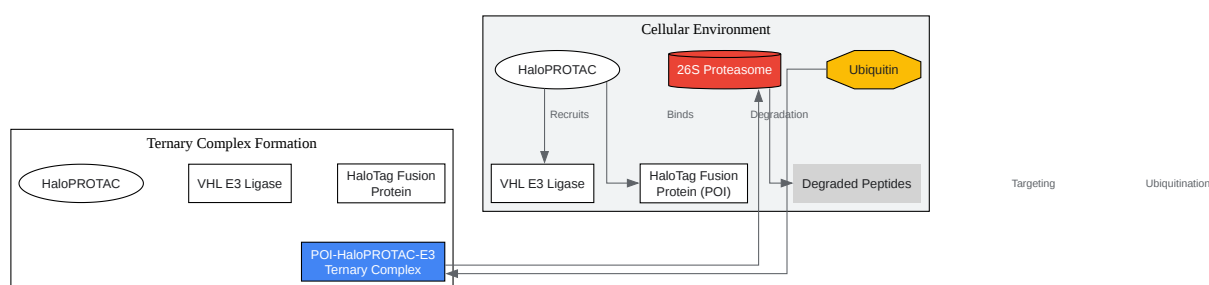 Cellular Environment
HaloPROTAC
26S Proteasome
Ubiquitin
Recruits
Binds
Degradation
Ternary Complex Formation
HaloPROTAC
VHL E3 Ligase
HaloTag Fusion
Protein
VHL E3 Ligase
HaloTag Fusion
Protein (POI)
Degraded Peptides
Targeting
Ubiquitination
POI-HaloPROTAC-E3
Ternary Complex